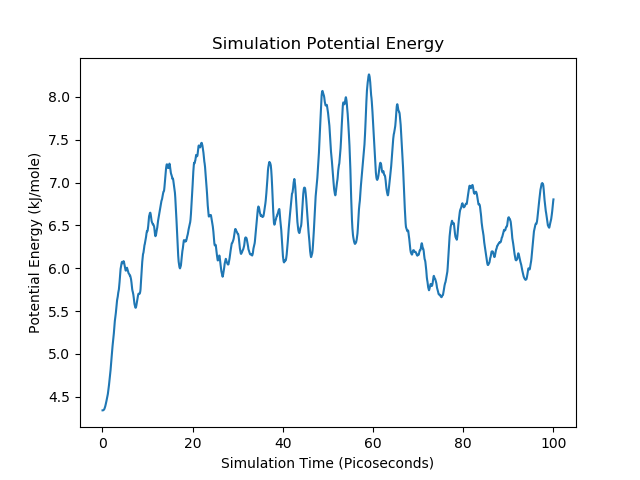 Simulation Potential Energy
Potential Energy (kJ/mole)
8.0
7.5
7.0
6.5
6.0
5.5
5.0
4.5
0 20 40 60 80 100
Simulation Time (Picoseconds)